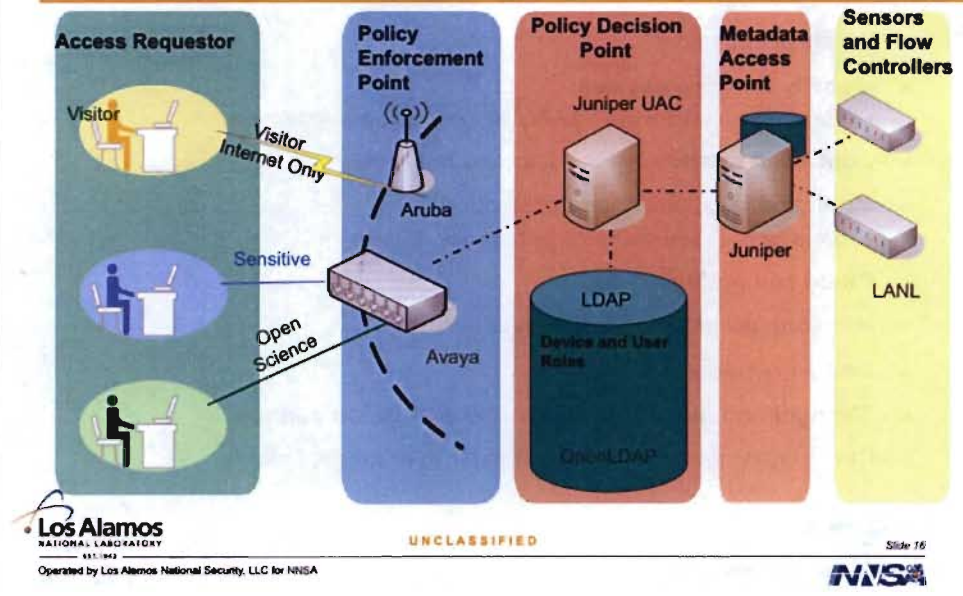 Access Requestor
Policy
Enforcement
Point
Policy Decision
Point
Metadata
Access
Point
Sensors
and Flow
Controllers
Visitor
Visitor
Internet Only
Aruba
Sensitive
Open
Science
Avaya
Juniper UAC
LDAP
Device and User
Roles
OpenLDAP
Juniper
LANL
Los Alamos
NATIONAL LABORATORY
EST. 1943
Operated by Los Alamos National Security, LLC for NNSA
UNCLASSIFIED
Slide 16
NNSA